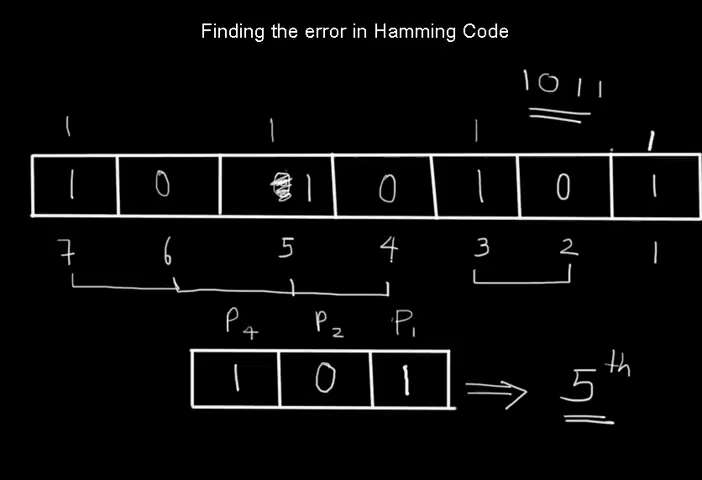 Finding the error in Hamming Code
1011
1 1 1 1
1 0 1 0 1 0 1
7 6 5 4 3 2 1
P4 P2 P1
1 0 1 ⇒ 5th